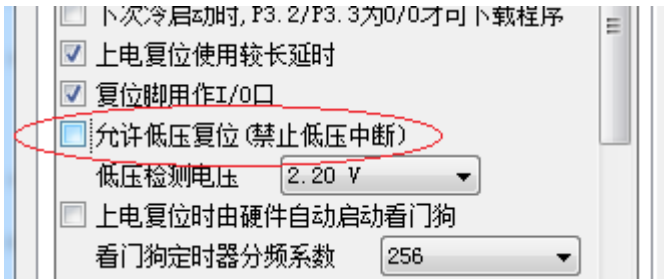 下次冷启动时,P3.2/P3.3为0/0才可下载程序
上电复位使用较长延时
复位脚用作I/O口
允许低压复位(禁止低压中断)
低压检测电压 2.20 V
上电复位时由硬件自动启动看门狗
看门狗定时器分频系数 256